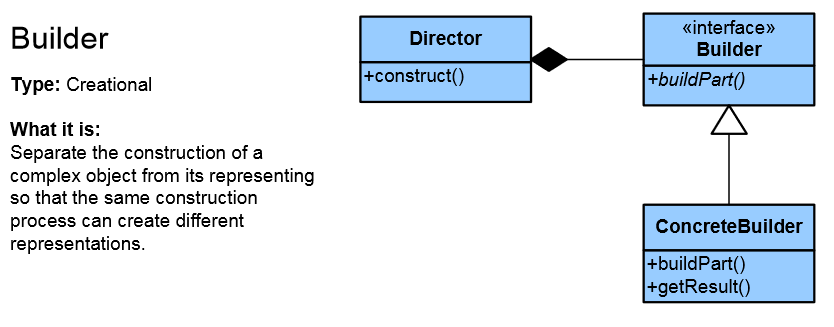 Builder
Type: Creational
What it is:
Separate the construction of a
complex object from its representing
so that the same construction
process can create different
representations.
Director
+construct()
«interface»
Builder
+buildPart()
ConcreteBuilder
+buildPart()
+getResult()